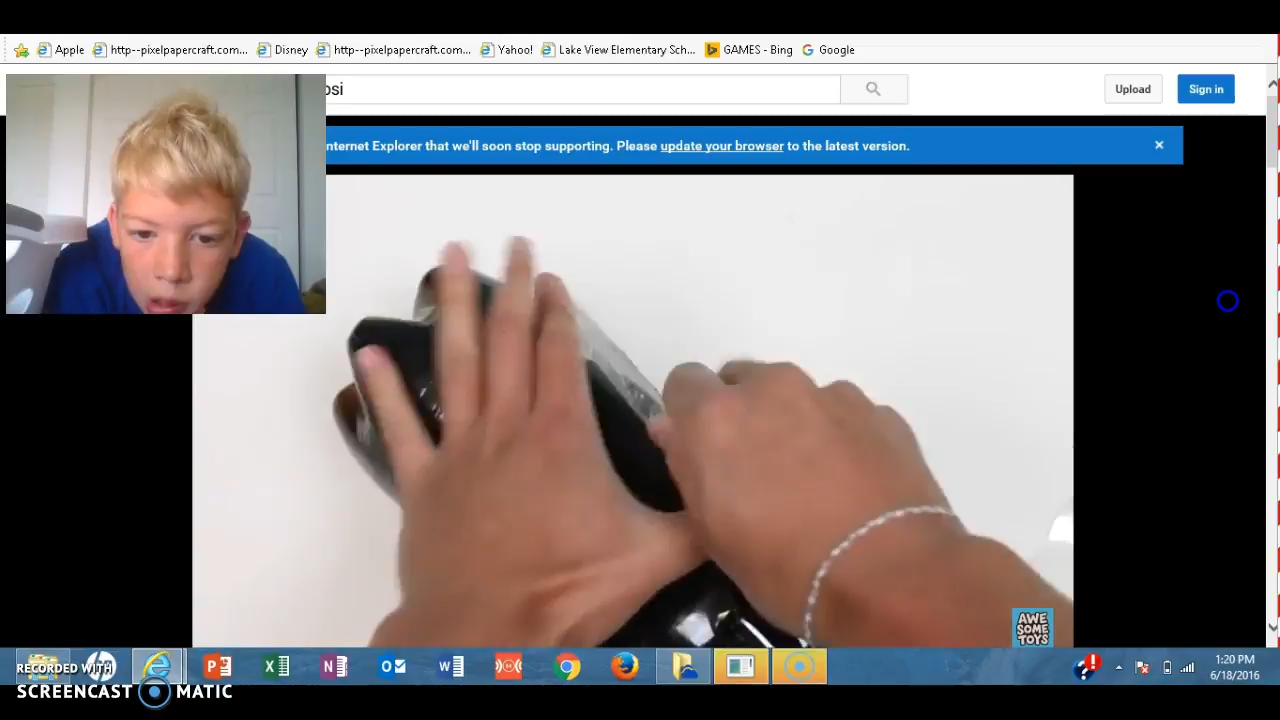 Apple http--pixelpapercraft.com... Disney http--pixelpapercraft.com... Yahoo! Lake View Elementary Sch... GAMES - Bing Google
osi Upload Sign in
nternet Explorer that we'll soon stop supporting. Please update your browser to the latest version. ×
AWE
SOME
TOYS
1:20 PM
6/18/2016
RECORDED WITH
SCREENCAST MATIC